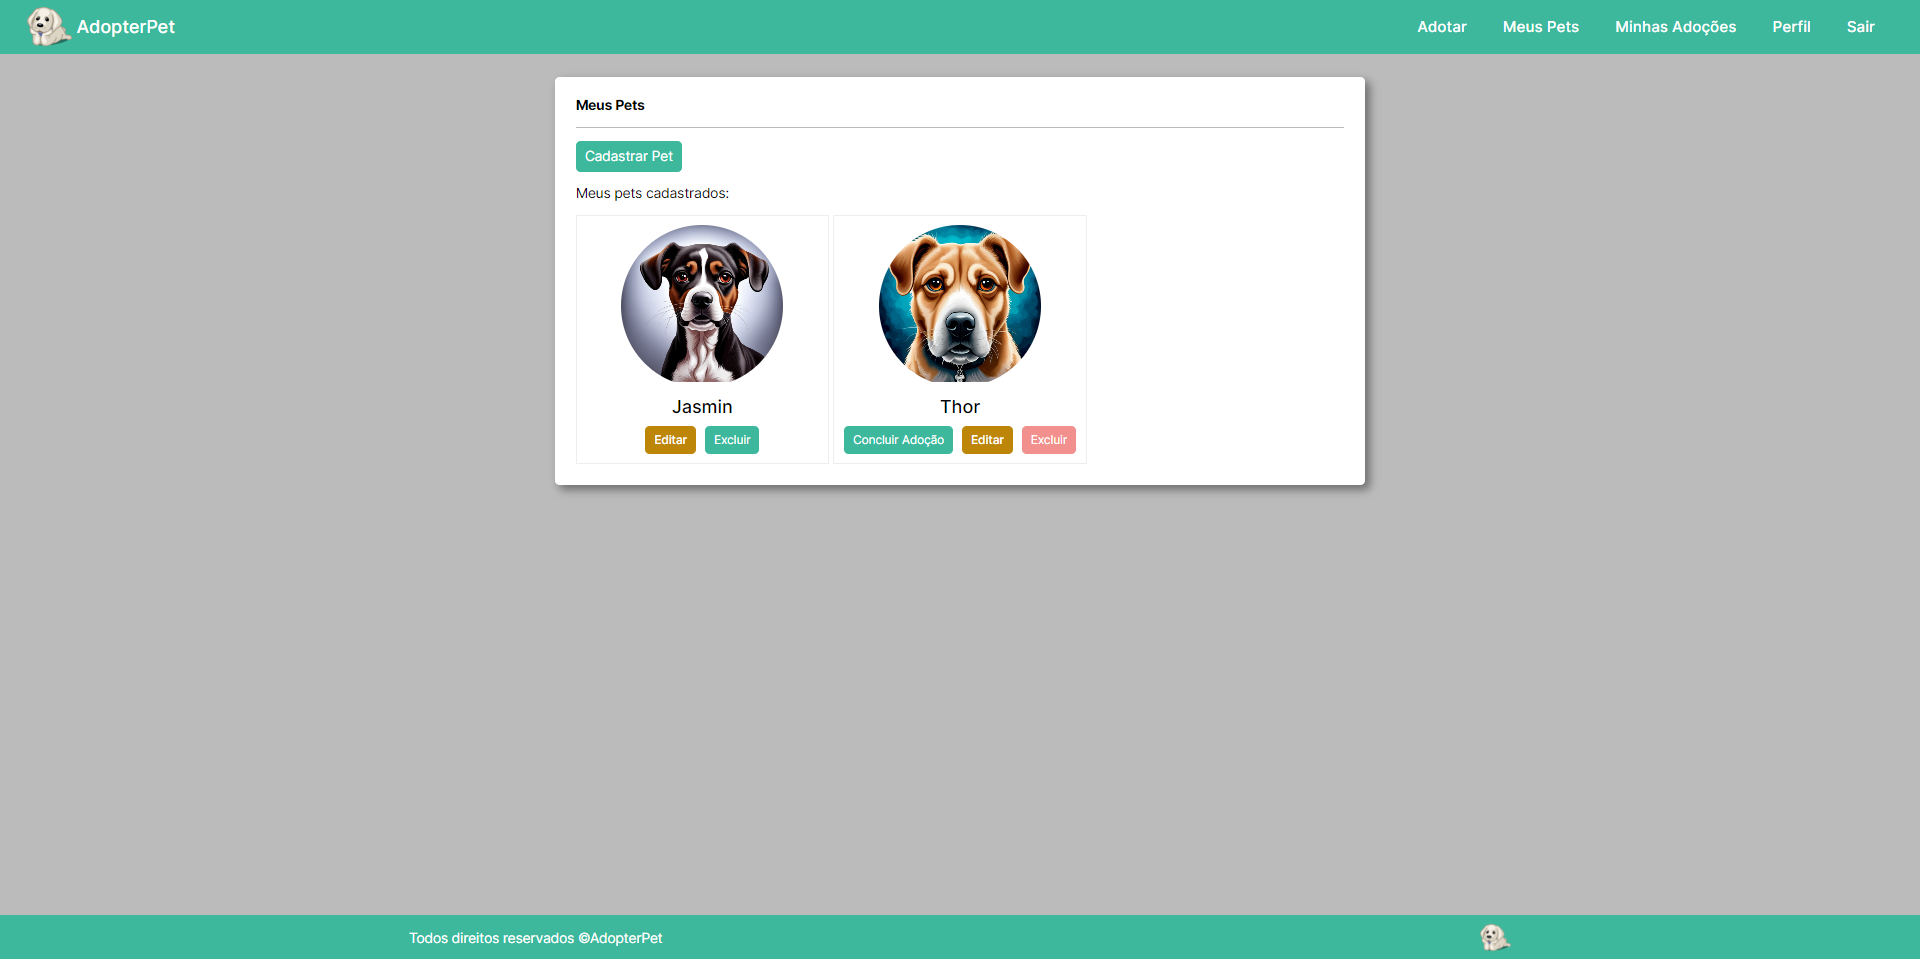 AdopterPet
Adotar
Meus Pets
Minhas Adoções
Perfil
Sair
Meus Pets
Cadastrar Pet
Meus pets cadastrados:
Jasmin
Editar
Excluir
Thor
Concluir Adoção
Editar
Excluir
Todos direitos reservados ©AdopterPet